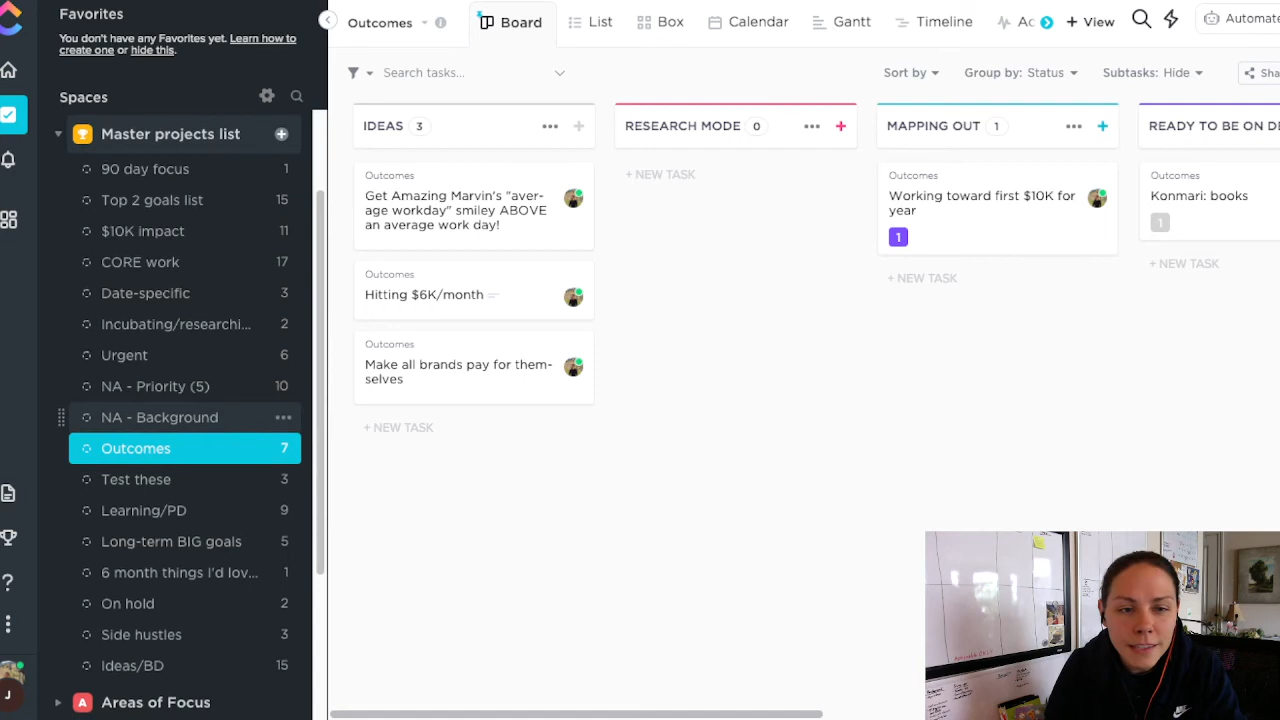 Favorites
You don't have any Favorites yet. Learn how to
create one or hide this.
Spaces
Master projects list
90 day focus 1
Top 2 goals list 15
$10K impact 11
CORE work 17
Date-specific 3
Incubating/researchi... 2
Urgent 6
NA - Priority (5) 10
NA - Background
Outcomes 7
Test these 3
Learning/PD 9
Long-term BIG goals 5
6 month things I'd lov... 1
On hold 2
Side hustles 3
Ideas/BD 15
A Areas of Focus
J
Outcomes Board List Box Calendar Gantt Timeline Ac + View Automate
Search tasks... Sort by Group by: Status Subtasks: Hide Sha
IDEAS 3
Outcomes
Get Amazing Marvin's "aver-
age workday" smiley ABOVE
an average work day!
Outcomes
Hitting $6K/month
Outcomes
Make all brands pay for them-
selves
+ NEW TASK
RESEARCH MODE 0
+ NEW TASK
MAPPING OUT 1
Outcomes
Working toward first $10K for
year
1
+ NEW TASK
READY TO BE ON DE
Outcomes
Konmari: books
1
+ NEW TASK